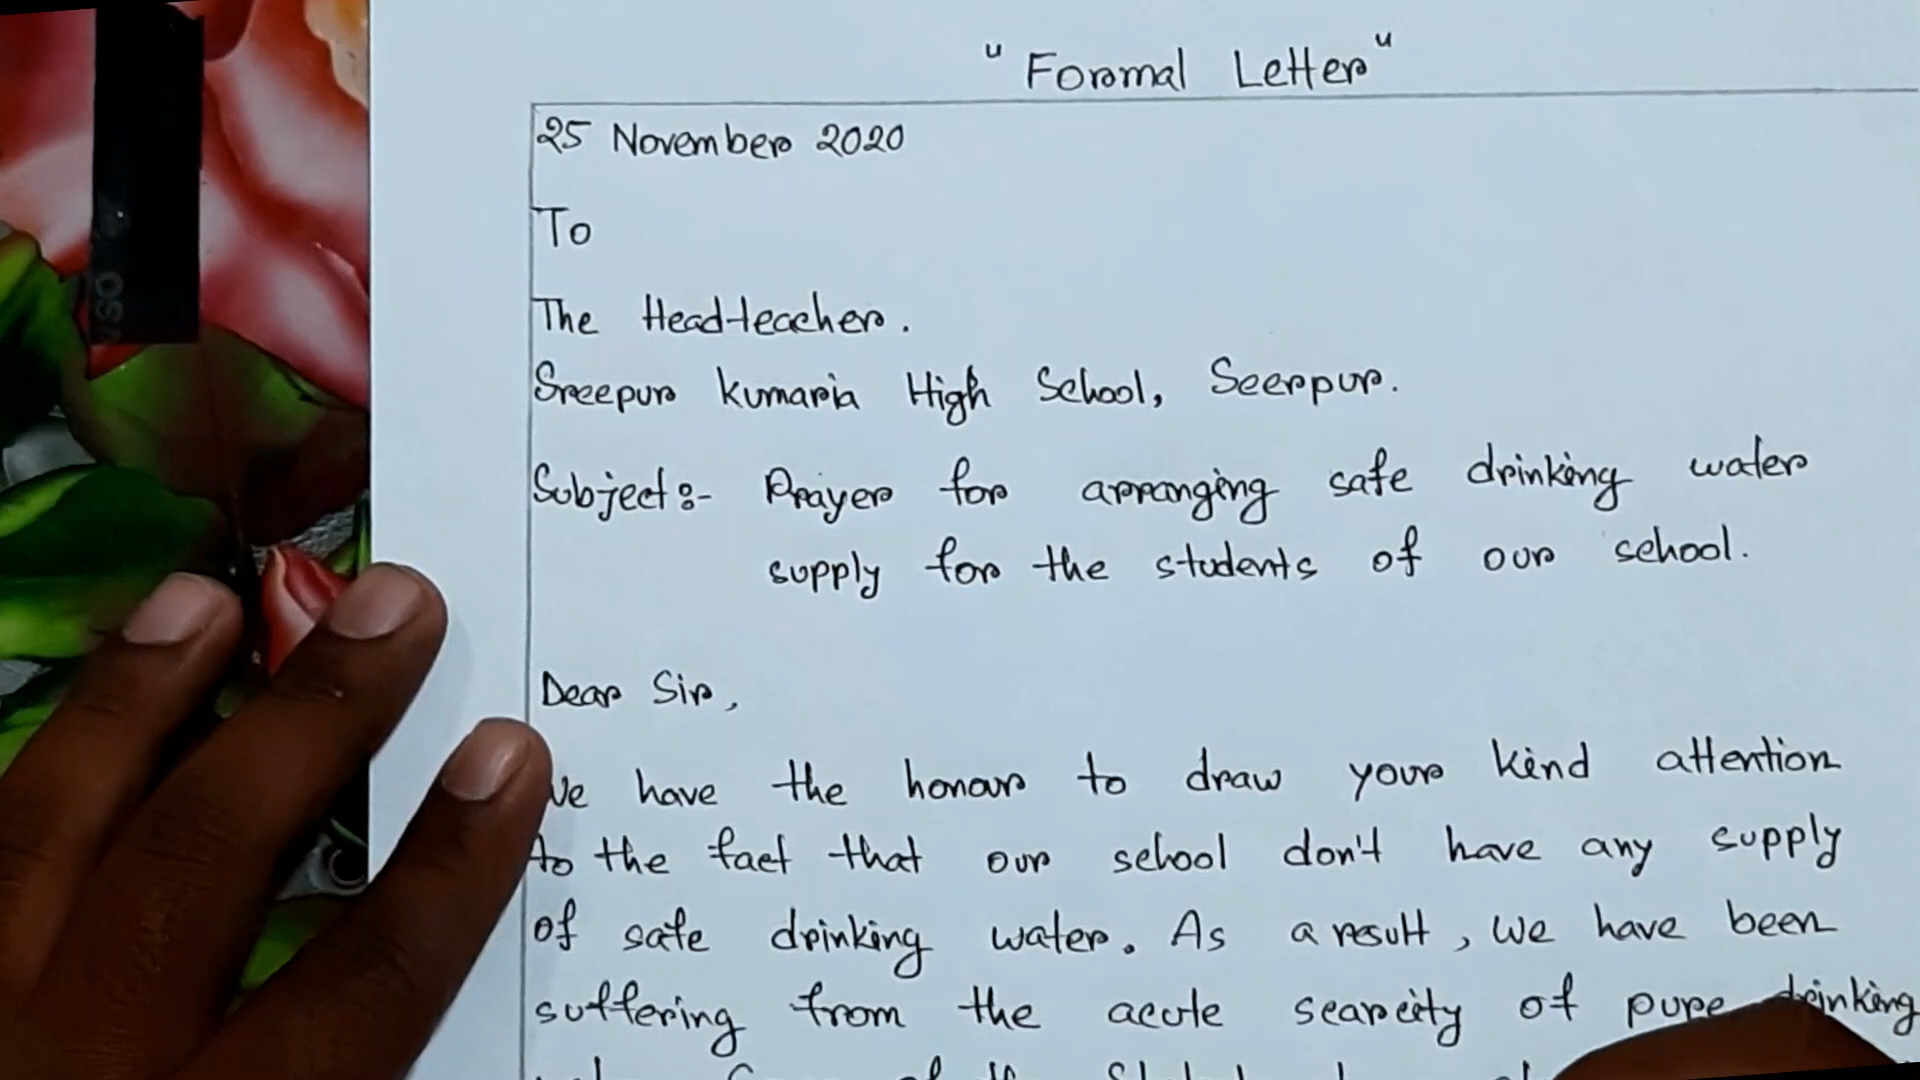 "Formal Letter"
25 November 2020
To
The Headteacher.
Sreepur Kumaria High School, Seerpur.
Subject:- Prayer for arranging safe drinking water
supply for the students of our school.
Dear Sir,
We have the honour to draw your kind attention
to the fact that our school don't have any supply
of safe drinking water. As a result, we have been
suffering from the acute scarcity of pure drinking